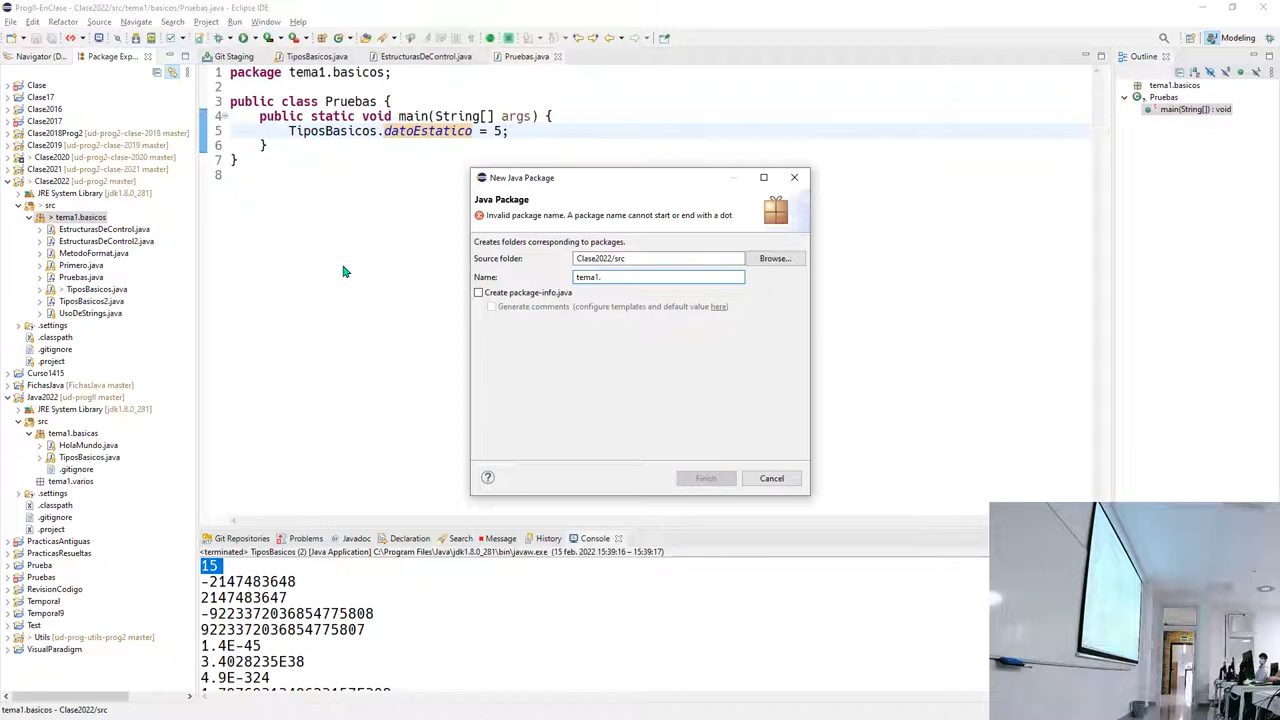 ProgII-EnClase - Clase2022/src/tema1/basicos/Pruebas.java - Eclipse IDE
File Edit Refactor Source Navigate Search Project Run Window Help
Modeling
Navigator (D...
Package Exp...
Git Staging
TiposBasicos.java
EstructurasDeControl.java
Pruebas.java
Outline
Clase
Clase17
Clase2016
Clase2017
Clase2018Prog2 [ud-prog2-clase-2018 master]
Clase2019 [ud-prog2-clase-2019 master]
> Clase2020 [ud-prog2-clase-2020 master]
Clase2021 [ud-prog2-clase-2021 master]
> Clase2022 [ud-prog2 master]
JRE System Library [jdk1.8.0_281]
> src
> tema1.basicos
EstructurasDeControl.java
EstructurasDeControl2.java
MetodoFormat.java
Primero.java
Pruebas.java
> TiposBasicos.java
TiposBasicos2.java
UsoDeStrings.java
.settings
.classpath
.gitignore
.project
Curso1415
FichasJava [FichasJava master]
Java2022 [ud-progII master]
JRE System Library [jdk1.8.0_281]
src
tema1.basicas
HolaMundo.java
TiposBasicos.java
.gitignore
tema1.varios
.settings
.classpath
.gitignore
.project
PracticasAntiguas
PracticasResueltas
Prueba
Pruebas
RevisionCodigo
Temporal
Temporal9
Test
> Utils [ud-prog-utils-prog2 master]
VisualParadigm
1 package tema1.basicos;
2
3 public class Pruebas {
4 public static void main(String[] args) {
5 TiposBasicos.datoEstatico = 5;
6 }
7 }
8
New Java Package
Java Package
Invalid package name. A package name cannot start or end with a dot
Creates folders corresponding to packages.
Source folder: Clase2022/src Browse...
Name: tema1.
Create package-info.java
Generate comments (configure templates and default value here)
Finish Cancel
tema1.basicos
Pruebas
main(String[]) : void
Git Repositories Problems Javadoc Declaration Search Message History Console
<terminated> TiposBasicos (2) [Java Application] C:\Program Files\Java\jdk1.8.0_281\bin\javaw.exe (15 feb. 2022 15:39:16 – 15:39:17)
15
-2147483648
2147483647
-9223372036854775808
9223372036854775807
1.4E-45
3.4028235E38
4.9E-324
tema1.basicos - Clase2022/src